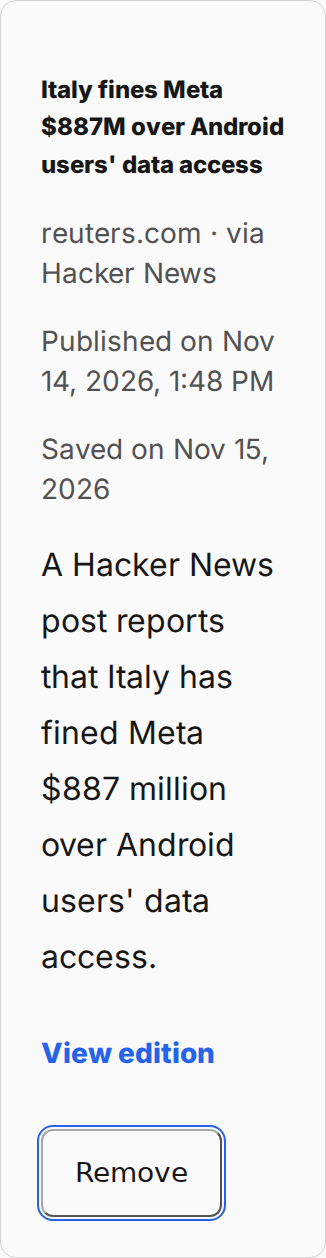 Italy fines Meta
$887M over Android
users' data access
reuters.com · via
Hacker News
Published on Nov
14, 2026, 1:48 PM
Saved on Nov 15,
2026
A Hacker News
post reports
that Italy has
fined Meta
$887 million
over Android
users' data
access.
View edition
Remove